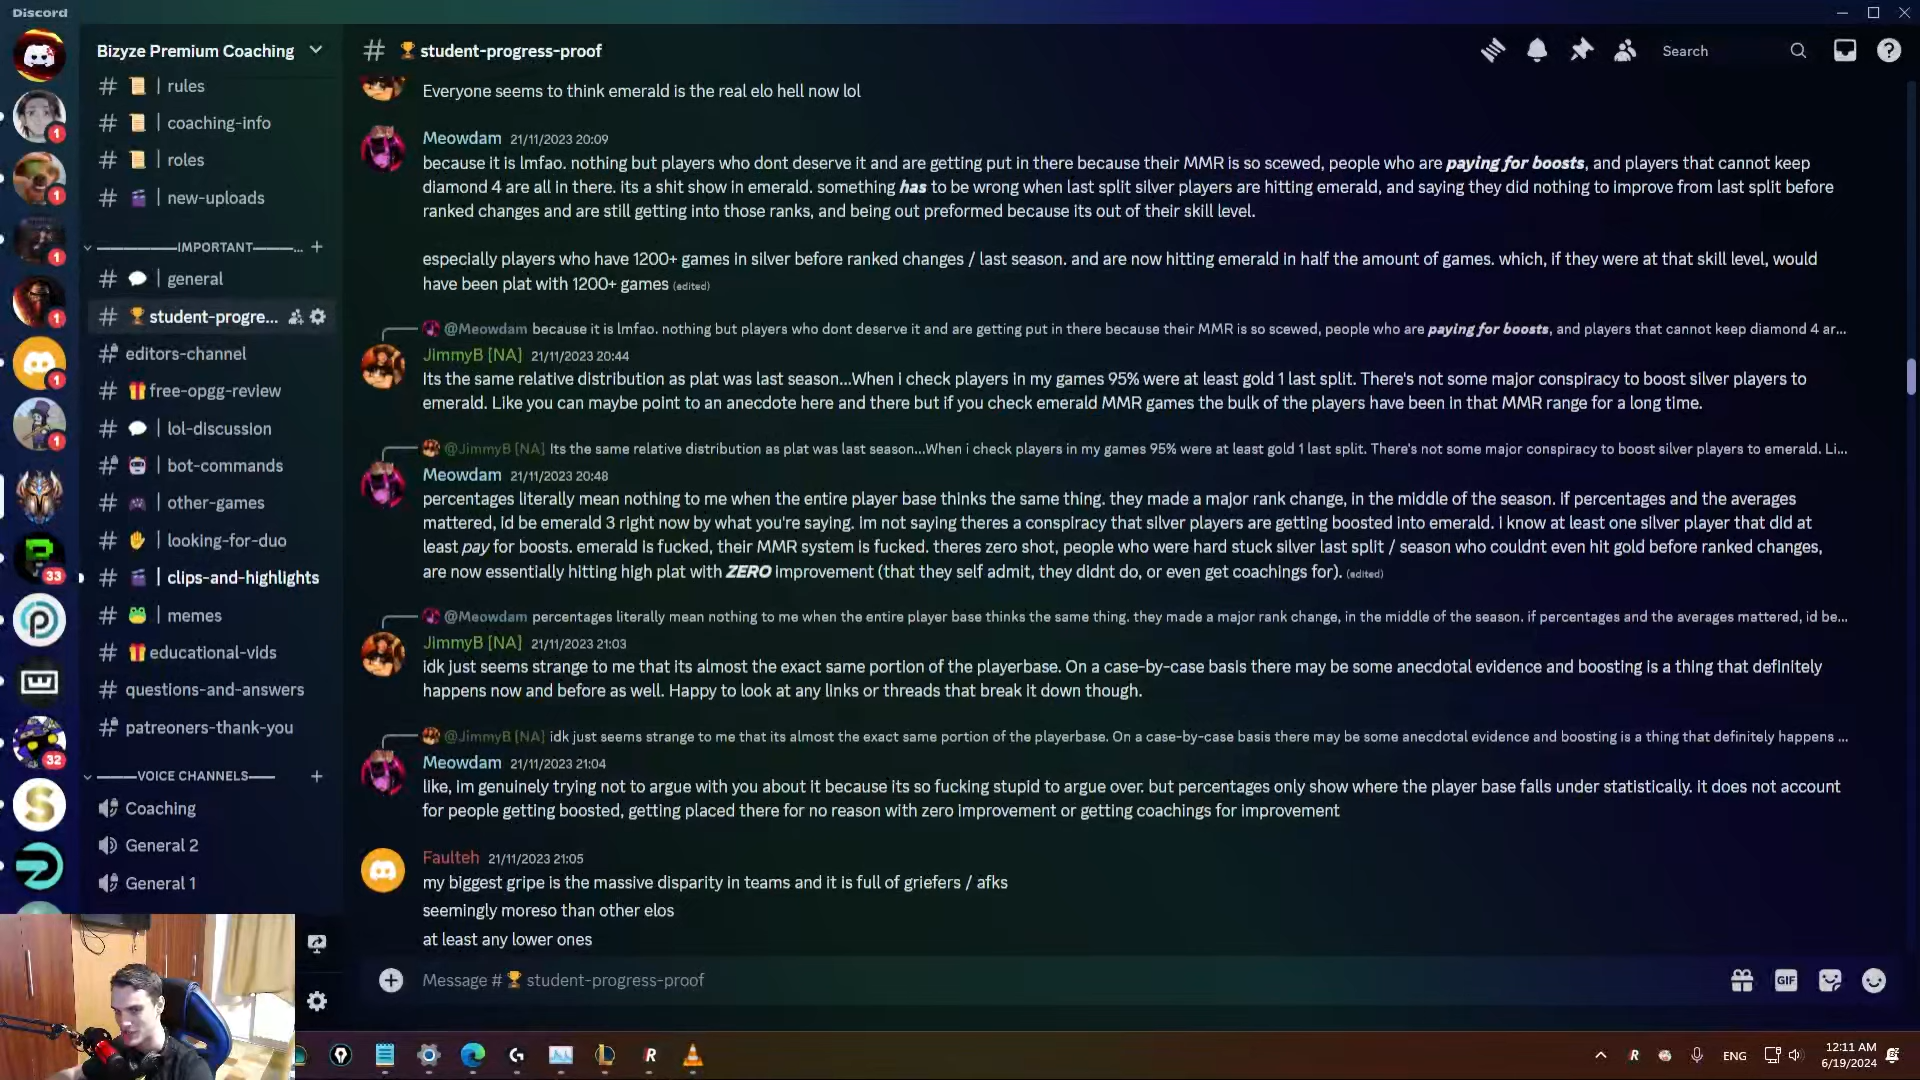 Discord
Bizyze Premium Coaching
# 🏆 student-progress-proof
Search
# 📜 | rules
# 📜 | coaching-info
# 📜 | roles
# | new-uploads
—————IMPORTANT———... +
# 💬 | general
# 🏆 student-progre...
# editors-channel
# 🎁free-opgg-review
# 💬 | lol-discussion
# 🤖 | bot-commands
# 🎮 | other-games
# ✋ | looking-for-duo
# | clips-and-highlights
# 🐸 | memes
# 🎁educational-vids
# questions-and-answers
# patreoners-thank-you
———VOICE CHANNELS—— +
Coaching
General 2
General 1
1
1
1
1
1
1
33
32
Everyone seems to think emerald is the real elo hell now lol
Meowdam 21/11/2023 20:09
because it is lmfao. nothing but players who dont deserve it and are getting put in there because their MMR is so scewed, people who are paying for boosts, and players that cannot keep
diamond 4 are all in there. its a shit show in emerald. something has to be wrong when last split silver players are hitting emerald, and saying they did nothing to improve from last split before
ranked changes and are still getting into those ranks, and being out preformed because its out of their skill level.
especially players who have 1200+ games in silver before ranked changes / last season. and are now hitting emerald in half the amount of games. which, if they were at that skill level, would
have been plat with 1200+ games (edited)
@Meowdam because it is lmfao. nothing but players who dont deserve it and are getting put in there because their MMR is so scewed, people who are paying for boosts, and players that cannot keep diamond 4 ar...
JimmyB [NA] 21/11/2023 20:44
Its the same relative distribution as plat was last season...When i check players in my games 95% were at least gold 1 last split. There's not some major conspiracy to boost silver players to
emerald. Like you can maybe point to an anecdote here and there but if you check emerald MMR games the bulk of the players have been in that MMR range for a long time.
@JimmyB [NA] Its the same relative distribution as plat was last season...When i check players in my games 95% were at least gold 1 last split. There's not some major conspiracy to boost silver players to emerald. Li...
Meowdam 21/11/2023 20:48
percentages literally mean nothing to me when the entire player base thinks the same thing. they made a major rank change, in the middle of the season. if percentages and the averages
mattered, id be emerald 3 right now by what you're saying. im not saying theres a conspiracy that silver players are getting boosted into emerald. i know at least one silver player that did at
least pay for boosts. emerald is fucked, their MMR system is fucked. theres zero shot, people who were hard stuck silver last split / season who couldnt even hit gold before ranked changes,
are now essentially hitting high plat with ZERO improvement (that they self admit, they didnt do, or even get coachings for). (edited)
@Meowdam percentages literally mean nothing to me when the entire player base thinks the same thing. they made a major rank change, in the middle of the season. if percentages and the averages mattered, id be...
JimmyB [NA] 21/11/2023 21:03
idk just seems strange to me that its almost the exact same portion of the playerbase. On a case-by-case basis there may be some anecdotal evidence and boosting is a thing that definitely
happens now and before as well. Happy to look at any links or threads that break it down though.
@JimmyB [NA] idk just seems strange to me that its almost the exact same portion of the playerbase. On a case-by-case basis there may be some anecdotal evidence and boosting is a thing that definitely happens ...
Meowdam 21/11/2023 21:04
like, im genuinely trying not to argue with you about it because its so fucking stupid to argue over. but percentages only show where the player base falls under statistically. it does not account
for people getting boosted, getting placed there for no reason with zero improvement or getting coachings for improvement
Faulteh 21/11/2023 21:05
my biggest gripe is the massive disparity in teams and it is full of griefers / afks
seemingly moreso than other elos
at least any lower ones
Message # 🏆 student-progress-proof
GIF
ENG
12:11 AM
6/19/2024